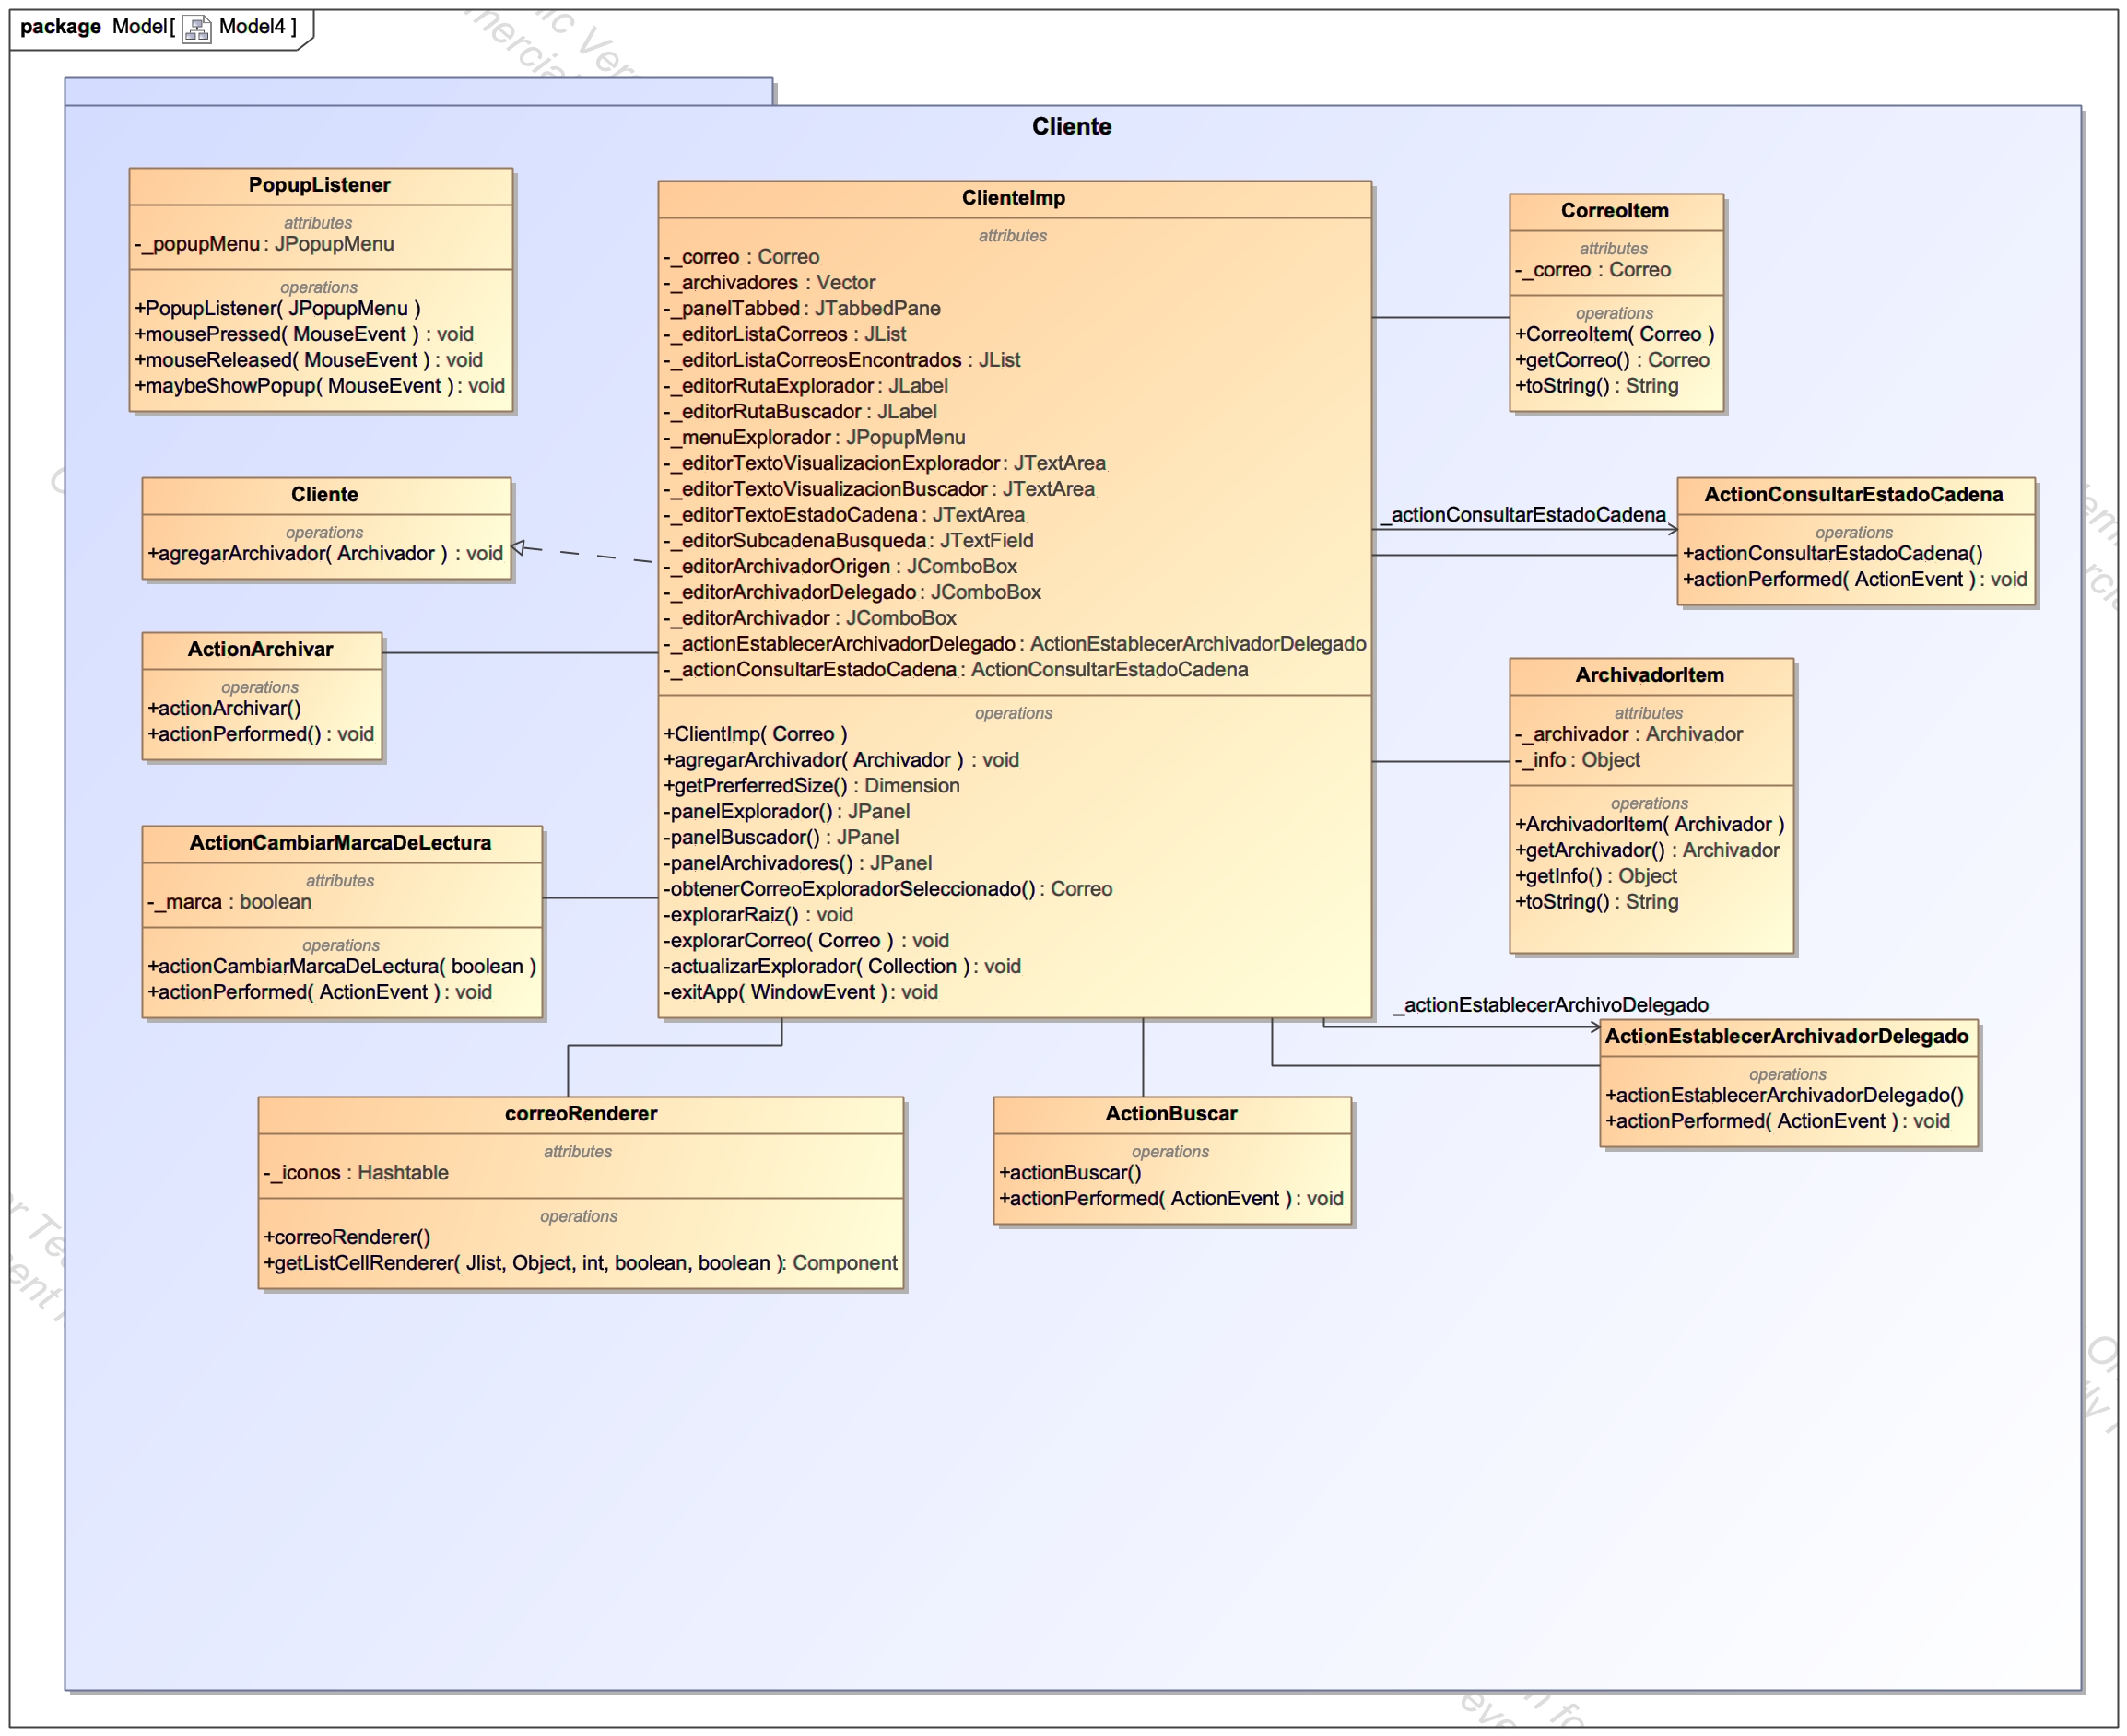 package Model[ Model4 ]
Cliente
PopupListener
attributes
-_popupMenu : JPopupMenu
operations
+PopupListener( JPopupMenu )
+mousePressed( MouseEvent ) : void
+mouseReleased( MouseEvent ) : void
+maybeShowPopup( MouseEvent ) : void
Cliente
operations
+agregarArchivador( Archivador ) : void
ActionArchivar
operations
+actionArchivar()
+actionPerformed() : void
ActionCambiarMarcaDeLectura
attributes
-_marca : boolean
operations
+actionCambiarMarcaDeLectura( boolean )
+actionPerformed( ActionEvent ) : void
ClienteImp
attributes
-_correo : Correo
-_archivadores : Vector
-_panelTabbed : JTabbedPane
-_editorListaCorreos : JList
-_editorListaCorreosEncontrados : JList
-_editorRutaExplorador : JLabel
-_editorRutaBuscador : JLabel
-_menuExplorador : JPopupMenu
-_editorTextoVisualizacionExplorador : JTextArea
-_editorTextoVisualizacionBuscador : JTextArea
-_editorTextoEstadoCadena : JTextArea
-_editorSubcadenaBusqueda : JTextField
-_editorArchivadorOrigen : JComboBox
-_editorArchivadorDelegado : JComboBox
-_editorArchivador : JComboBox
-_actionEstablecerArchivadorDelegado : ActionEstablecerArchivadorDelegado
-_actionConsultarEstadoCadena : ActionConsultarEstadoCadena
operations
+ClientImp( Correo )
+agregarArchivador( Archivador ) : void
+getPrerferredSize() : Dimension
-panelExplorador() : JPanel
-panelBuscador() : JPanel
-panelArchivadores() : JPanel
-obtenerCorreoExploradorSeleccionado() : Correo
-explorarRaiz() : void
-explorarCorreo( Correo ) : void
-actualizarExplorador( Collection ) : void
-exitApp( WindowEvent ) : void
CorreoItem
attributes
-_correo : Correo
operations
+CorreoItem( Correo )
+getCorreo() : Correo
+toString() : String
_actionConsultarEstadoCadena
ActionConsultarEstadoCadena
operations
+actionConsultarEstadoCadena()
+actionPerformed( ActionEvent ) : void
ArchivadorItem
attributes
-_archivador : Archivador
-_info : Object
operations
+ArchivadorItem( Archivador )
+getArchivador() : Archivador
+getInfo() : Object
+toString() : String
_actionEstablecerArchivoDelegado
ActionEstablecerArchivadorDelegado
operations
+actionEstablecerArchivadorDelegado()
+actionPerformed( ActionEvent ) : void
correoRenderer
attributes
-_iconos : Hashtable
operations
+correoRenderer()
+getListCellRenderer( Jlist, Object, int, boolean, boolean ) : Component
ActionBuscar
operations
+actionBuscar()
+actionPerformed( ActionEvent ) : void